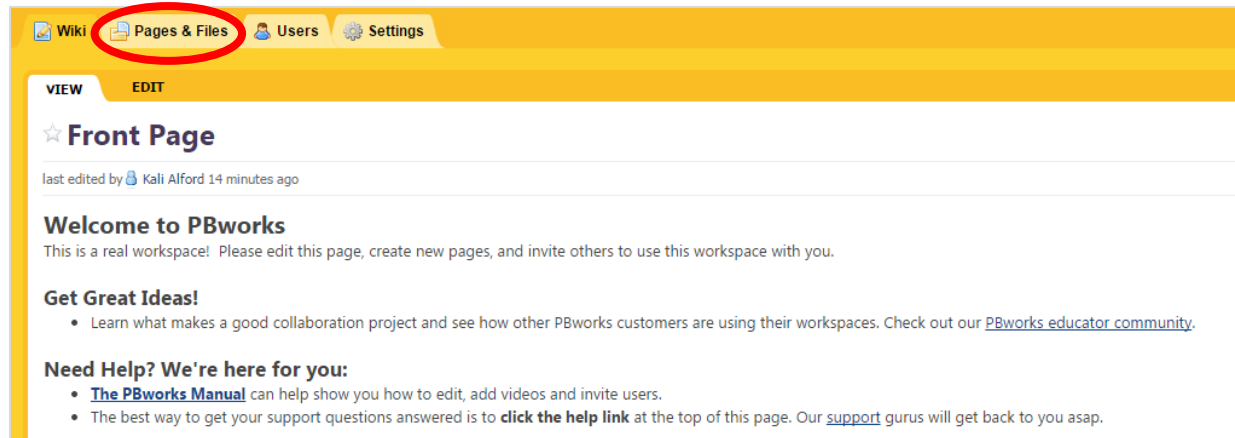 Wiki Pages & Files Users Settings
VIEW EDIT
Front Page
last edited by Kali Alford 14 minutes ago
Welcome to PBworks
This is a real workspace! Please edit this page, create new pages, and invite others to use this workspace with you.
Get Great Ideas!
• Learn what makes a good collaboration project and see how other PBworks customers are using their workspaces. Check out our PBworks educator community.
Need Help? We're here for you:
• The PBworks Manual can help show you how to edit, add videos and invite users.
• The best way to get your support questions answered is to click the help link at the top of this page. Our support gurus will get back to you asap.